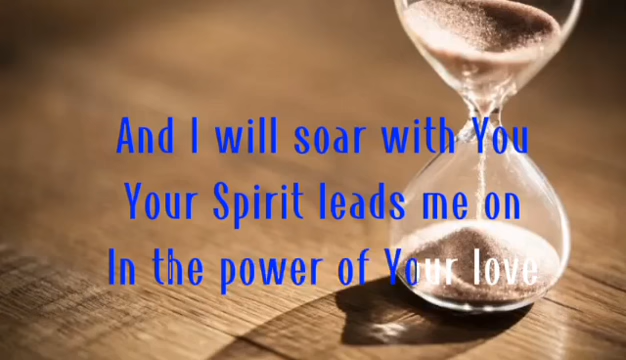 And I will soar with You
Your Spirit leads me on
In the power of Your love